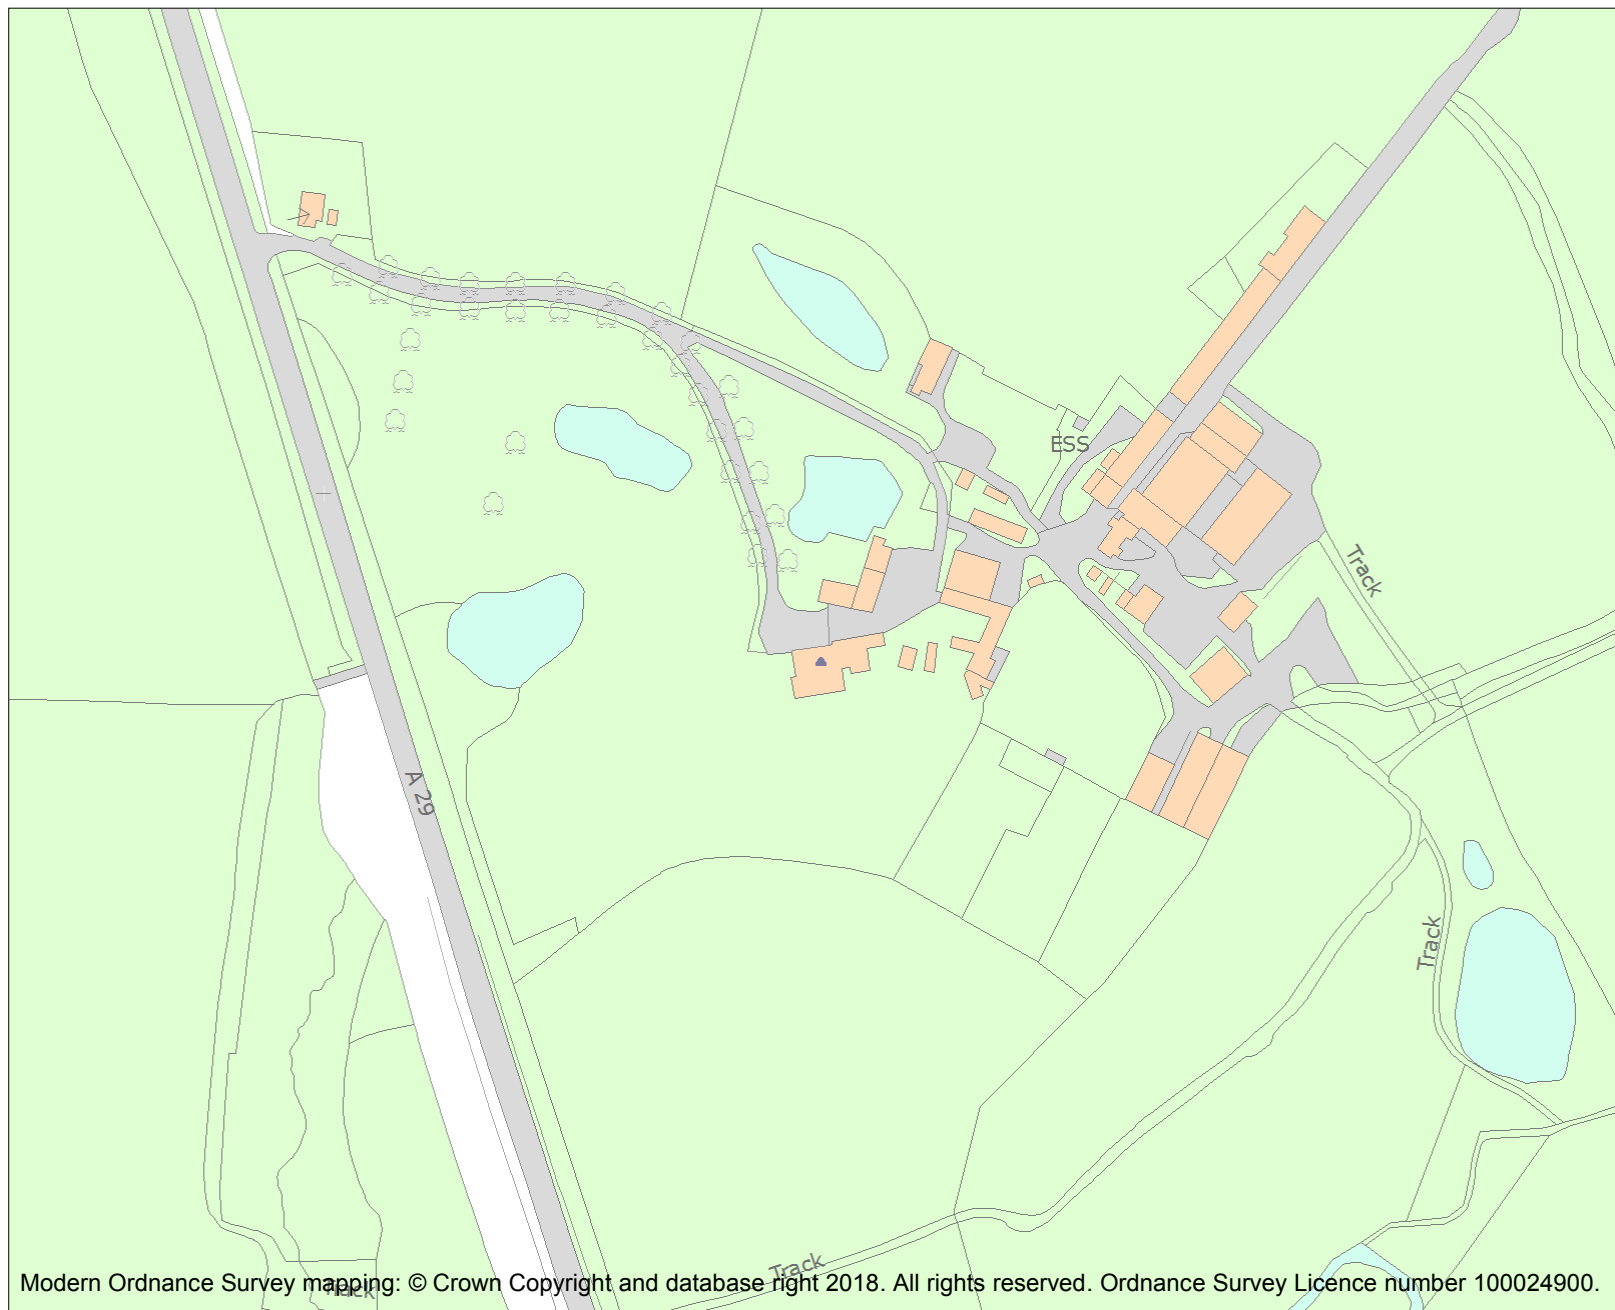 ESS
Track
A 29
Track
Track
Track
Modern Ordnance Survey mapping: © Crown Copyright and database right 2018. All rights reserved. Ordnance Survey Licence number 100024900.